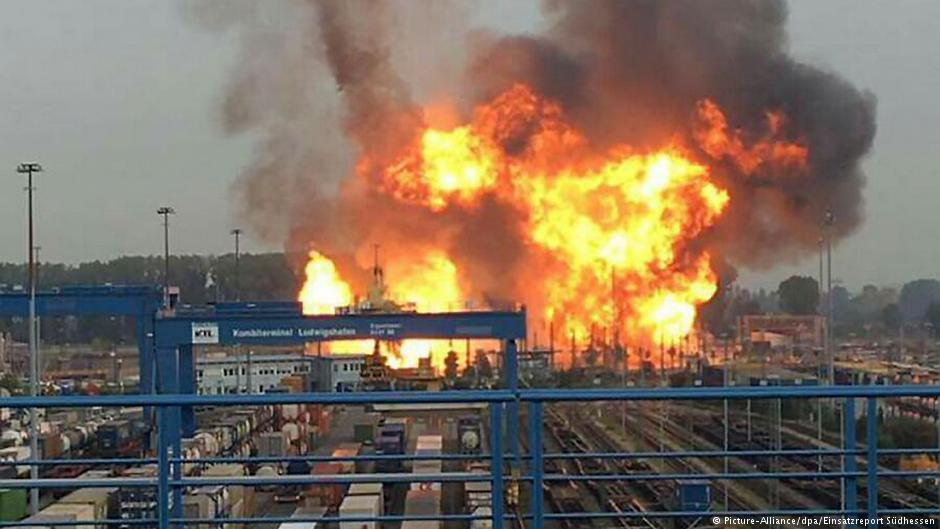 KTL
Kombiterminal Ludwigshafen
© Picture-Alliance/dpa/Einsatzreport Südhessen